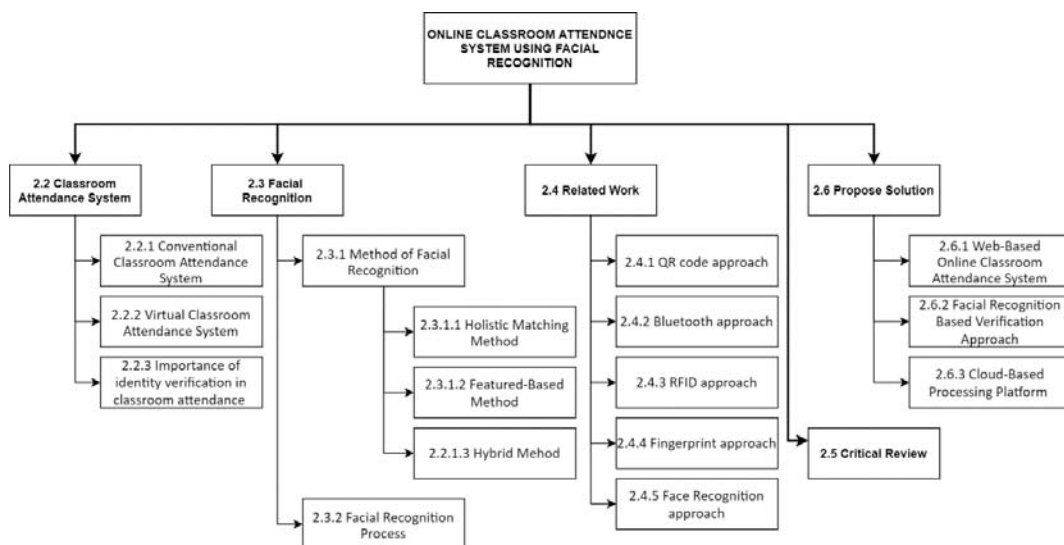 ONLINE CLASSROOM ATTENDNCE
SYSTEM USING FACIAL
RECOGNITION
2.2 Classroom
Attendance System
2.2.1 Conventional
Classroom Attendance
System
2.2.2 Virtual Classroom
Attendance System
2.2.3 Importance of
identity verification in
classroom attendance
2.3 Facial
Recognition
2.3.1 Method of Facial
Recognition
2.3.1.1 Holistic Matching
Method
2.3.1.2 Featured-Based
Method
2.2.1.3 Hybrid Mehod
2.3.2 Facial Recognition
Process
2.4 Related Work
2.4.1 QR code approach
2.4.2 Bluetooth approach
2.4.3 RFID approach
2.4.4 Fingerprint approach
2.4.5 Face Recognition
approach
2.5 Critical Review
2.6 Propose Solution
2.6.1 Web-Based
Online Classroom
Attendance System
2.6.2 Facial Recognition
Based Verification
Approach
2.6.3 Cloud-Based
Processing Platform